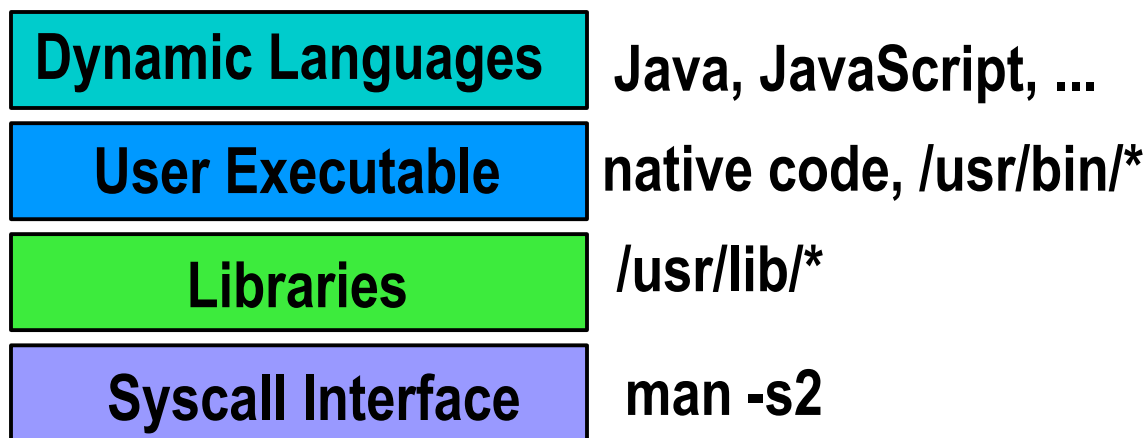 Dynamic Languages Java, JavaScript, ...
User Executable native code, /usr/bin/*
Libraries /usr/lib/*
Syscall Interface man -s2